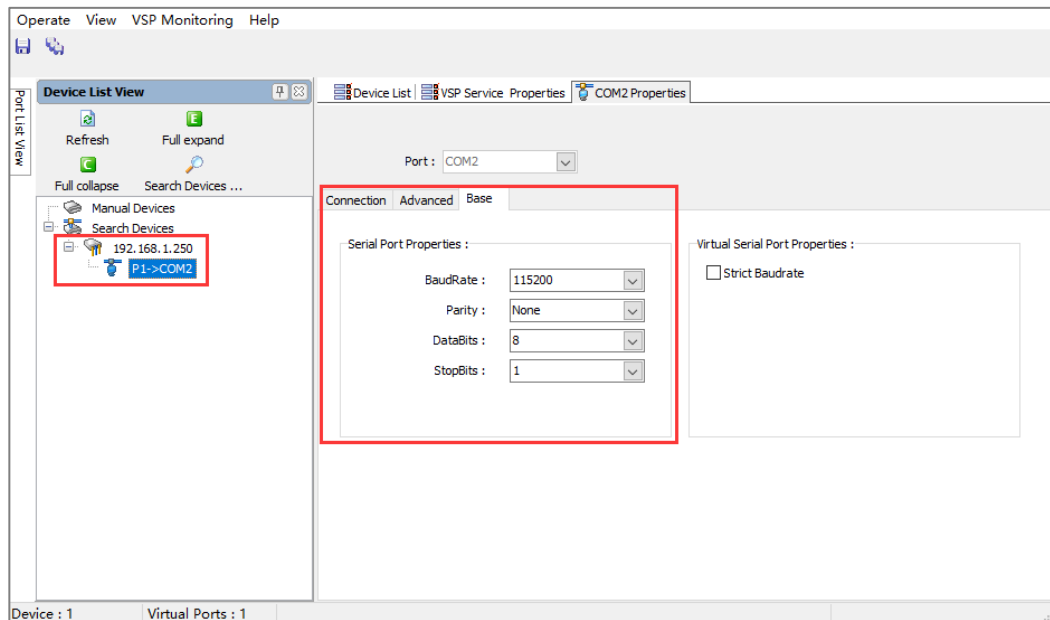 Operate View VSP Monitoring Help
Port List View
Device List View
Refresh Full expand
Full collapse Search Devices ...
Manual Devices
Search Devices
192.168.1.250
P1->COM2
Device List VSP Service Properties COM2 Properties
Port : COM2
Connection Advanced Base
Serial Port Properties :
BaudRate : 115200
Parity : None
DataBits : 8
StopBits : 1
Virtual Serial Port Properties :
Strict Baudrate
Device : 1 Virtual Ports : 1